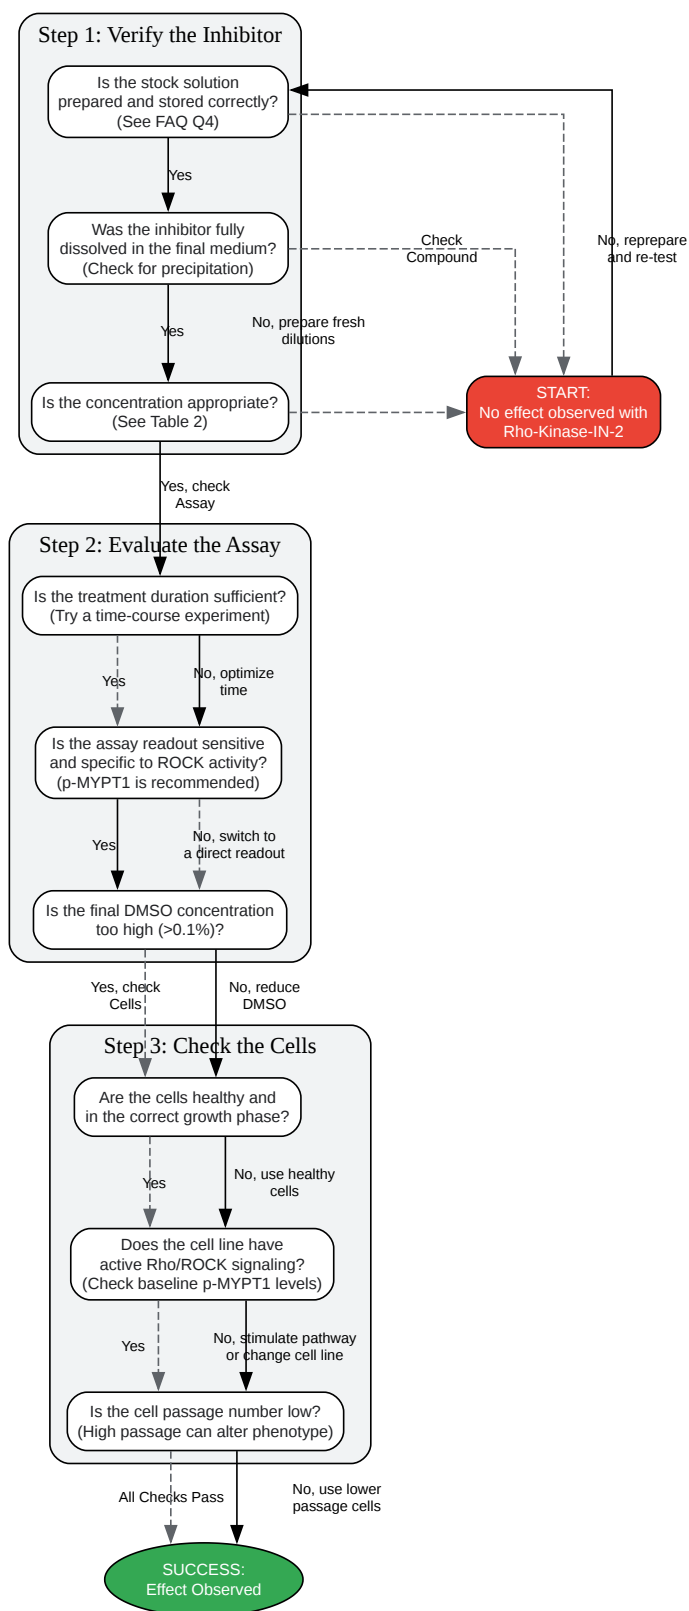 Step 1: Verify the Inhibitor
Is the stock solution
prepared and stored correctly?
(See FAQ Q4)
Yes
Was the inhibitor fully
dissolved in the final medium?
(Check for precipitation)
Check
Compound
No, reprepare
and re-test
Yes
No, prepare fresh
dilutions
Is the concentration appropriate?
(See Table 2)
START:
No effect observed with
Rho-Kinase-IN-2
Yes, check
Assay
Step 2: Evaluate the Assay
Is the treatment duration sufficient?
(Try a time-course experiment)
Yes
No, optimize
time
Is the assay readout sensitive
and specific to ROCK activity?
(p-MYPT1 is recommended)
Yes
No, switch to
a direct readout
Is the final DMSO concentration
too high (>0.1%)?
Yes, check
Cells
No, reduce
DMSO
Step 3: Check the Cells
Are the cells healthy and
in the correct growth phase?
Yes
No, use healthy
cells
Does the cell line have
active Rho/ROCK signaling?
(Check baseline p-MYPT1 levels)
Yes
No, stimulate pathway
or change cell line
Is the cell passage number low?
(High passage can alter phenotype)
All Checks Pass
No, use lower
passage cells
SUCCESS:
Effect Observed